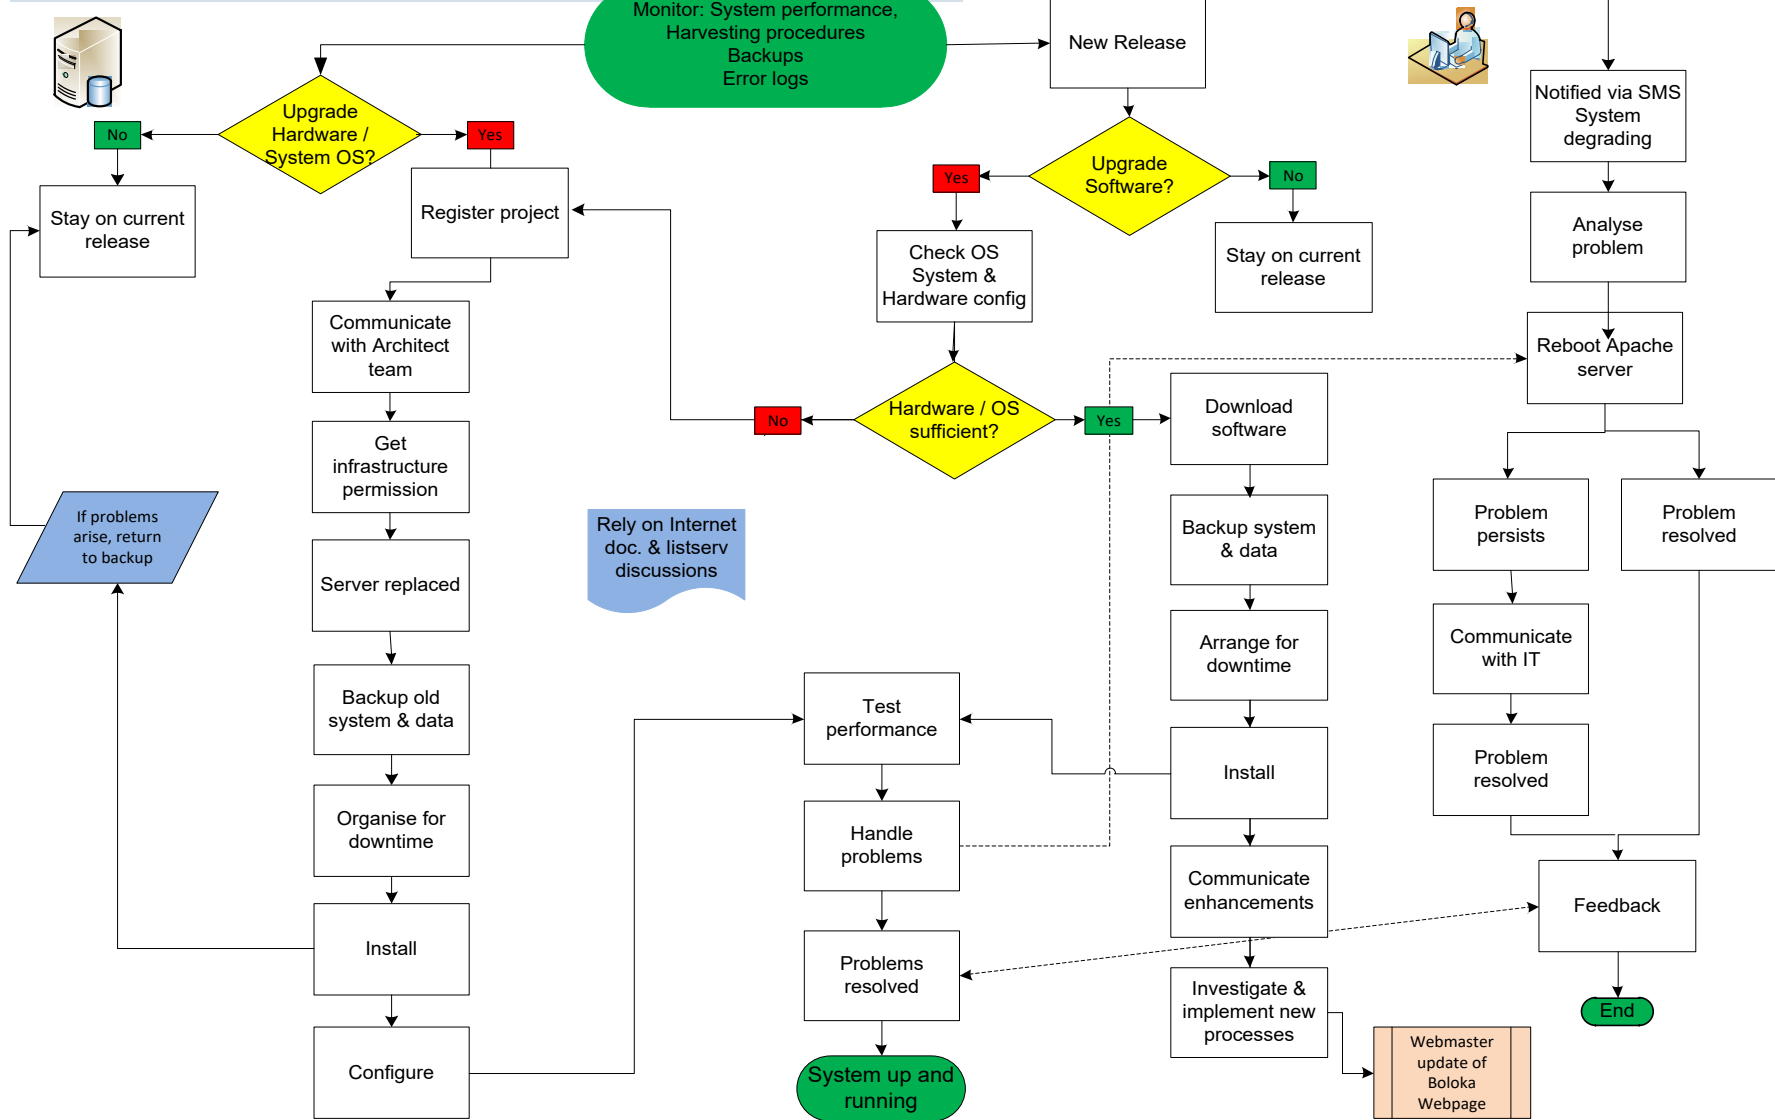 Monitor: System performance,
Harvesting procedures
Backups
Error logs
New Release
Upgrade
Hardware /
System OS?
No
Yes
Stay on current
release
Register project
Communicate
with Architect
team
Get
infrastructure
permission
Server replaced
Backup old
system & data
Organise for
downtime
Install
Configure
If problems
arise, return
to backup
Rely on Internet
doc. & listserv
discussions
Upgrade
Software?
Yes
No
Stay on current
release
Check OS
System &
Hardware config
Hardware / OS
sufficient?
No
Yes
Download
software
Backup system
& data
Arrange for
downtime
Install
Communicate
enhancements
Investigate &
implement new
processes
Webmaster
update of
Boloka
Webpage
Test
performance
Handle
problems
Problems
resolved
System up and
running
Notified via SMS
System
degrading
Analyse
problem
Reboot Apache
server
Problem
persists
Problem
resolved
Communicate
with IT
Problem
resolved
Feedback
End